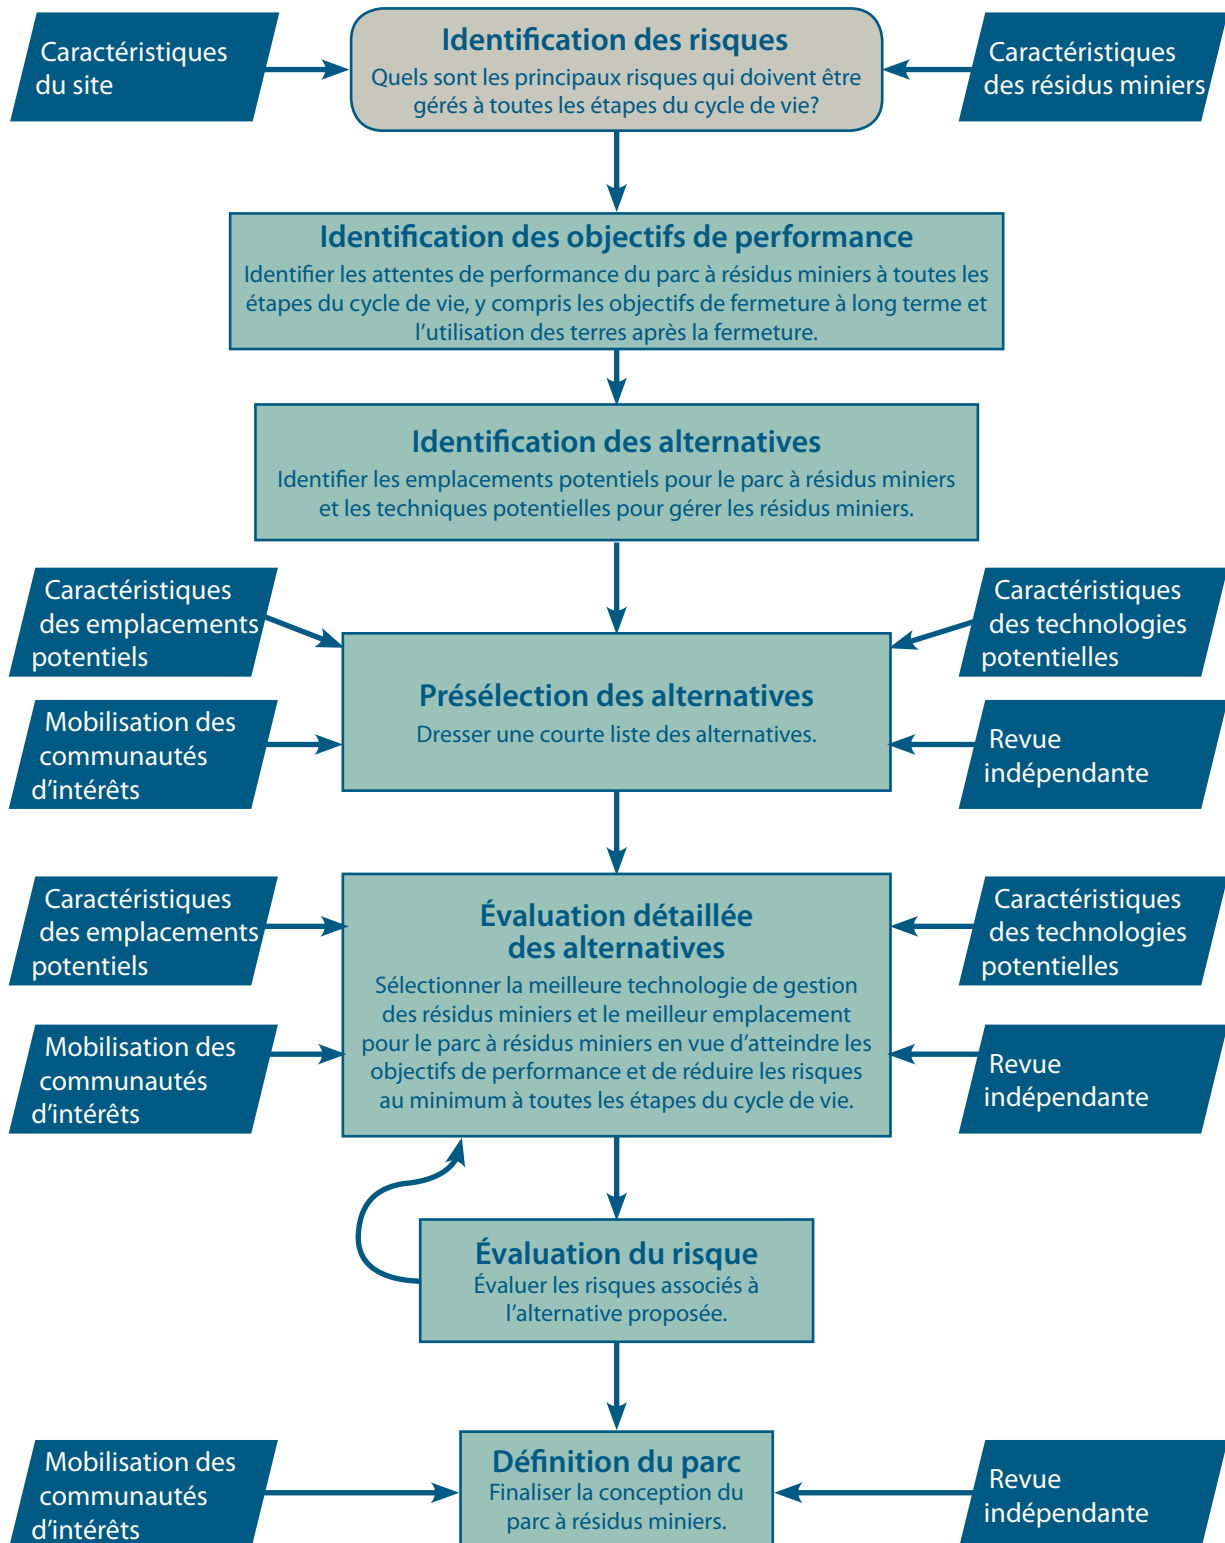 Caractéristiques
du site
Identification des risques
Quels sont les principaux risques qui doivent être
gérés à toutes les étapes du cycle de vie?
Caractéristiques
des résidus miniers
Identification des objectifs de performance
Identifier les attentes de performance du parc à résidus miniers à toutes les
étapes du cycle de vie, y compris les objectifs de fermeture à long terme et
l'utilisation des terres après la fermeture.
Identification des alternatives
Identifier les emplacements potentiels pour le parc à résidus miniers
et les techniques potentielles pour gérer les résidus miniers.
Caractéristiques
des emplacements
potentiels
Caractéristiques
des technologies
potentielles
Présélection des alternatives
Dresser une courte liste des alternatives.
Mobilisation des
communautés
d'intérêts
Revue
indépendante
Caractéristiques
des emplacements
potentiels
Évaluation détaillée
des alternatives
Sélectionner la meilleure technologie de gestion
des résidus miniers et le meilleur emplacement
pour le parc à résidus miniers en vue d'atteindre les
objectifs de performance et de réduire les risques
au minimum à toutes les étapes du cycle de vie.
Caractéristiques
des technologies
potentielles
Mobilisation des
communautés
d'intérêts
Revue
indépendante
Évaluation du risque
Évaluer les risques associés à
l'alternative proposée.
Mobilisation des
communautés
d'intérêts
Définition du parc
Finaliser la conception du
parc à résidus miniers.
Revue
indépendante